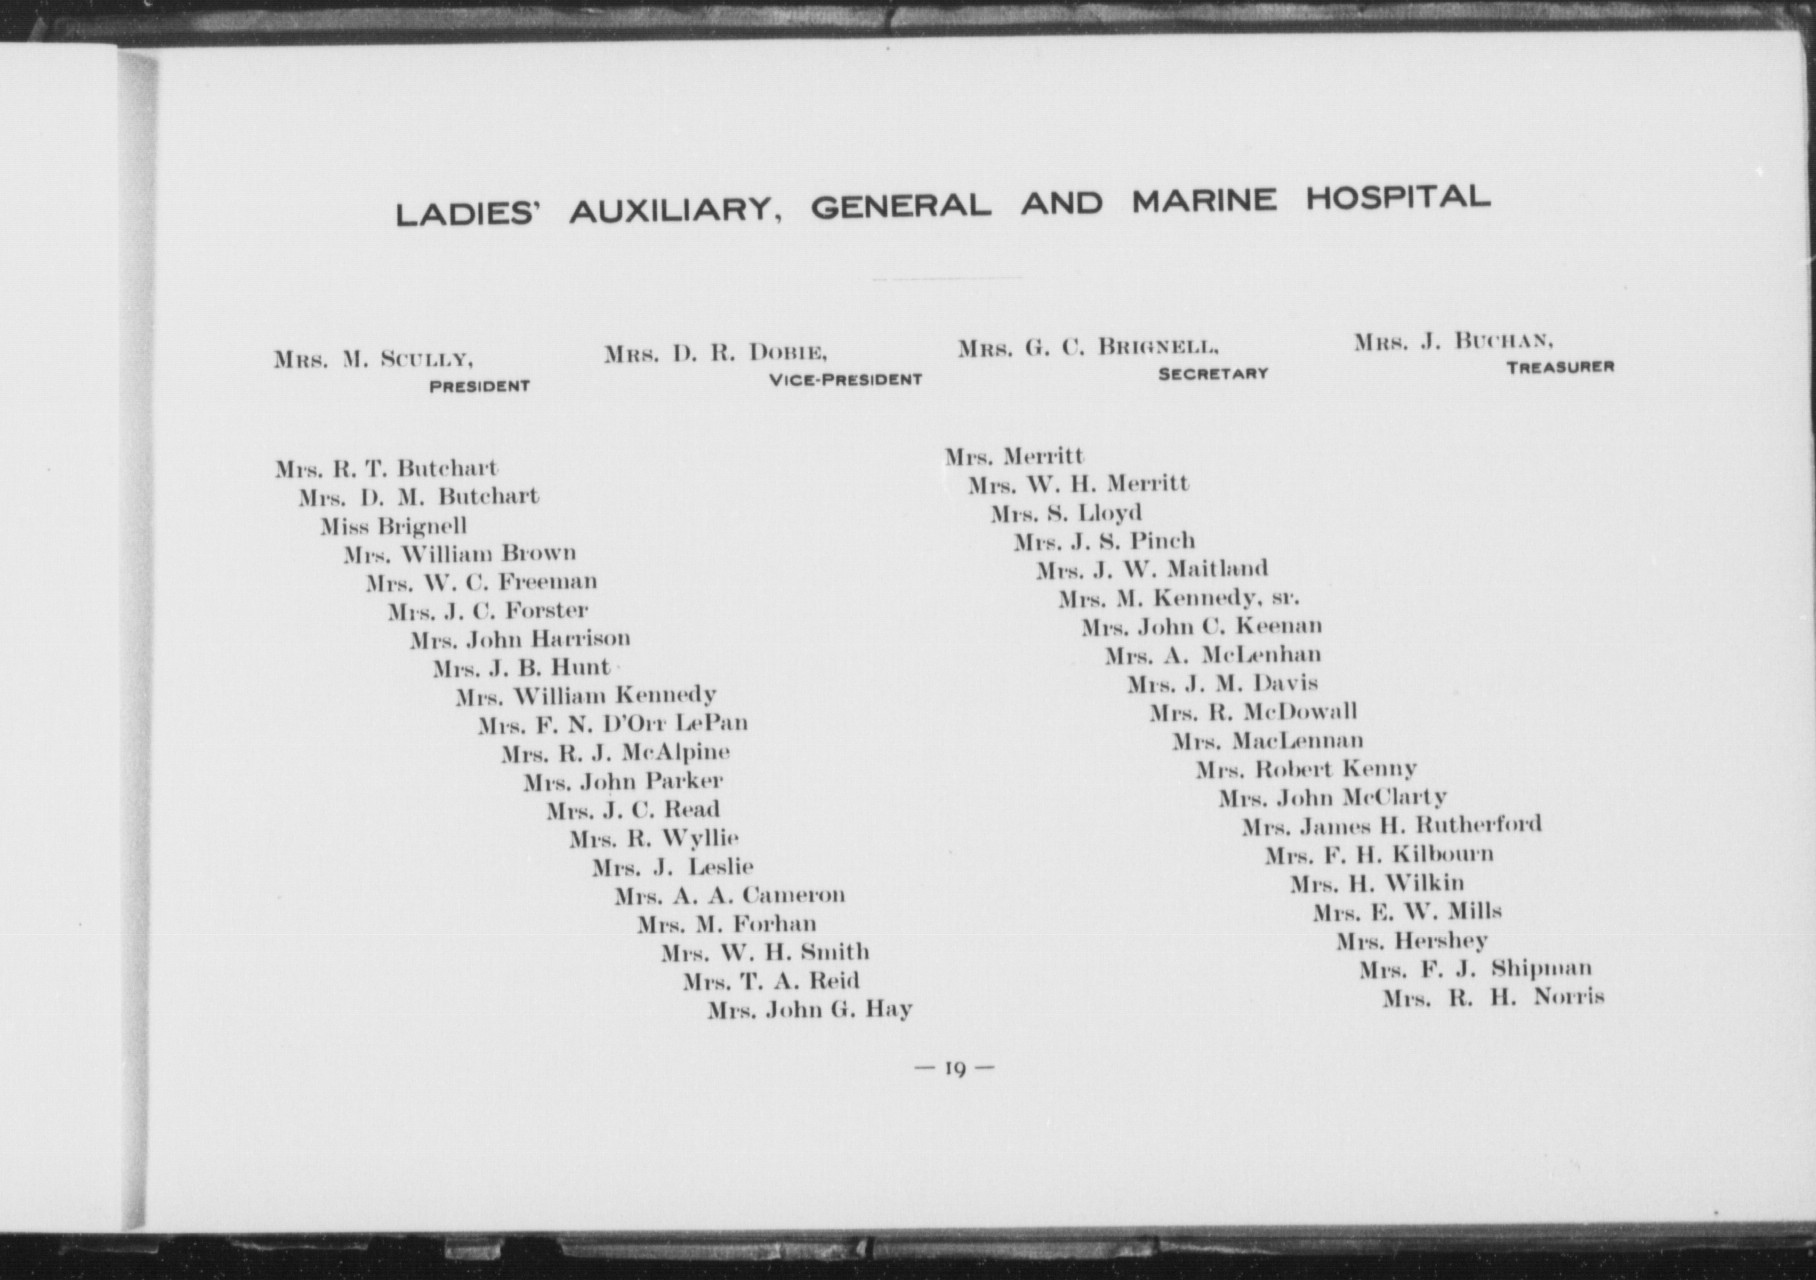 LADIES' AUXILIARY, GENERAL AND MARINE HOSPITAL
Mrs. M. Scully,
President
Mrs. D. R. Dobie,
Vice-President
Mrs. G. C. Brignell,
Secretary
Mrs. J. Buchan,
Treasurer
Mrs. R. T. Butchart
Mrs. D. M. Butchart
Miss Brignell
Mrs. William Brown
Mrs. W. C. Freeman
Mrs. J. C. Forster
Mrs. John Harrison
Mrs. J. B. Hunt
Mrs. William Kennedy
Mrs. F. N. D'Orr LePan
Mrs. R. J. McAlpine
Mrs. John Parker
Mrs. J. C. Read
Mrs. R. Wyllie
Mrs. J. Leslie
Mrs. A. A. Cameron
Mrs. M. Forhan
Mrs. W. H. Smith
Mrs. T. A. Reid
Mrs. John G. Hay
Mrs. Merritt
Mrs. W. H. Merritt
Mrs. S. Lloyd
Mrs. J. S. Pinch
Mrs. J. W. Maitland
Mrs. M. Kennedy, sr.
Mrs. John C. Keenan
Mrs. A. McLenhan
Mrs. J. M. Davis
Mrs. R. McDowall
Mrs. MacLennan
Mrs. Robert Kenny
Mrs. John McClarty
Mrs. James H. Rutherford
Mrs. F. H. Kilbourn
Mrs. H. Wilkin
Mrs. E. W. Mills
Mrs. Hershey
Mrs. F. J. Shipman
Mrs. R. H. Norris
— 19 —